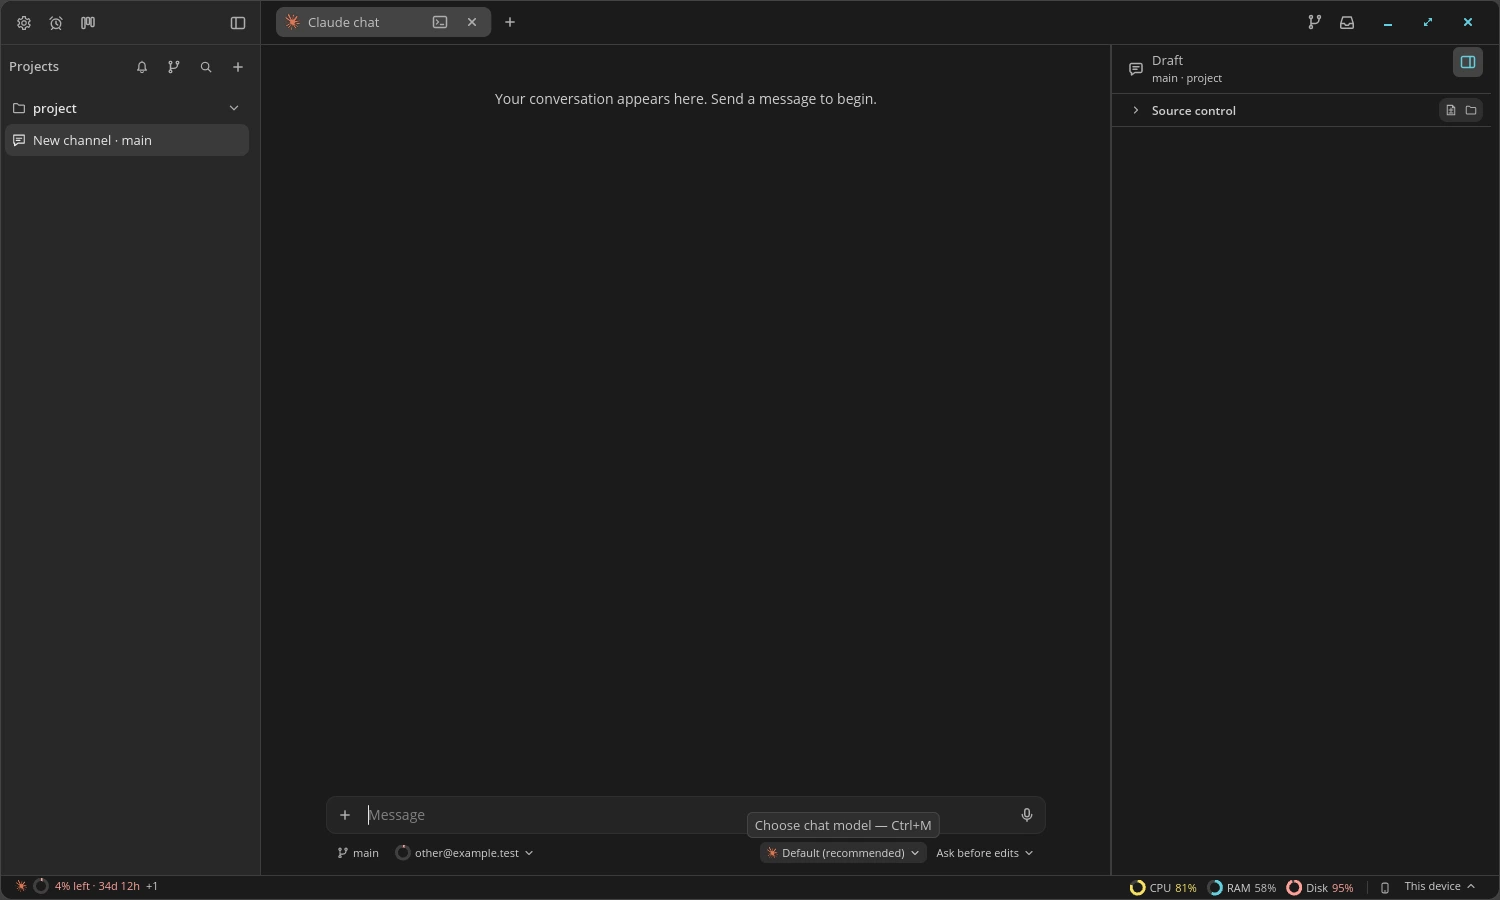 Claude chat
Projects
project
New channel · main
Your conversation appears here. Send a message to begin.
Draft
main · project
Source control
Message
Choose chat model — Ctrl+M
main
other@example.test
Default (recommended)
Ask before edits
4% left · 34d 12h +1
CPU 81%
RAM 58%
Disk 95%
This device